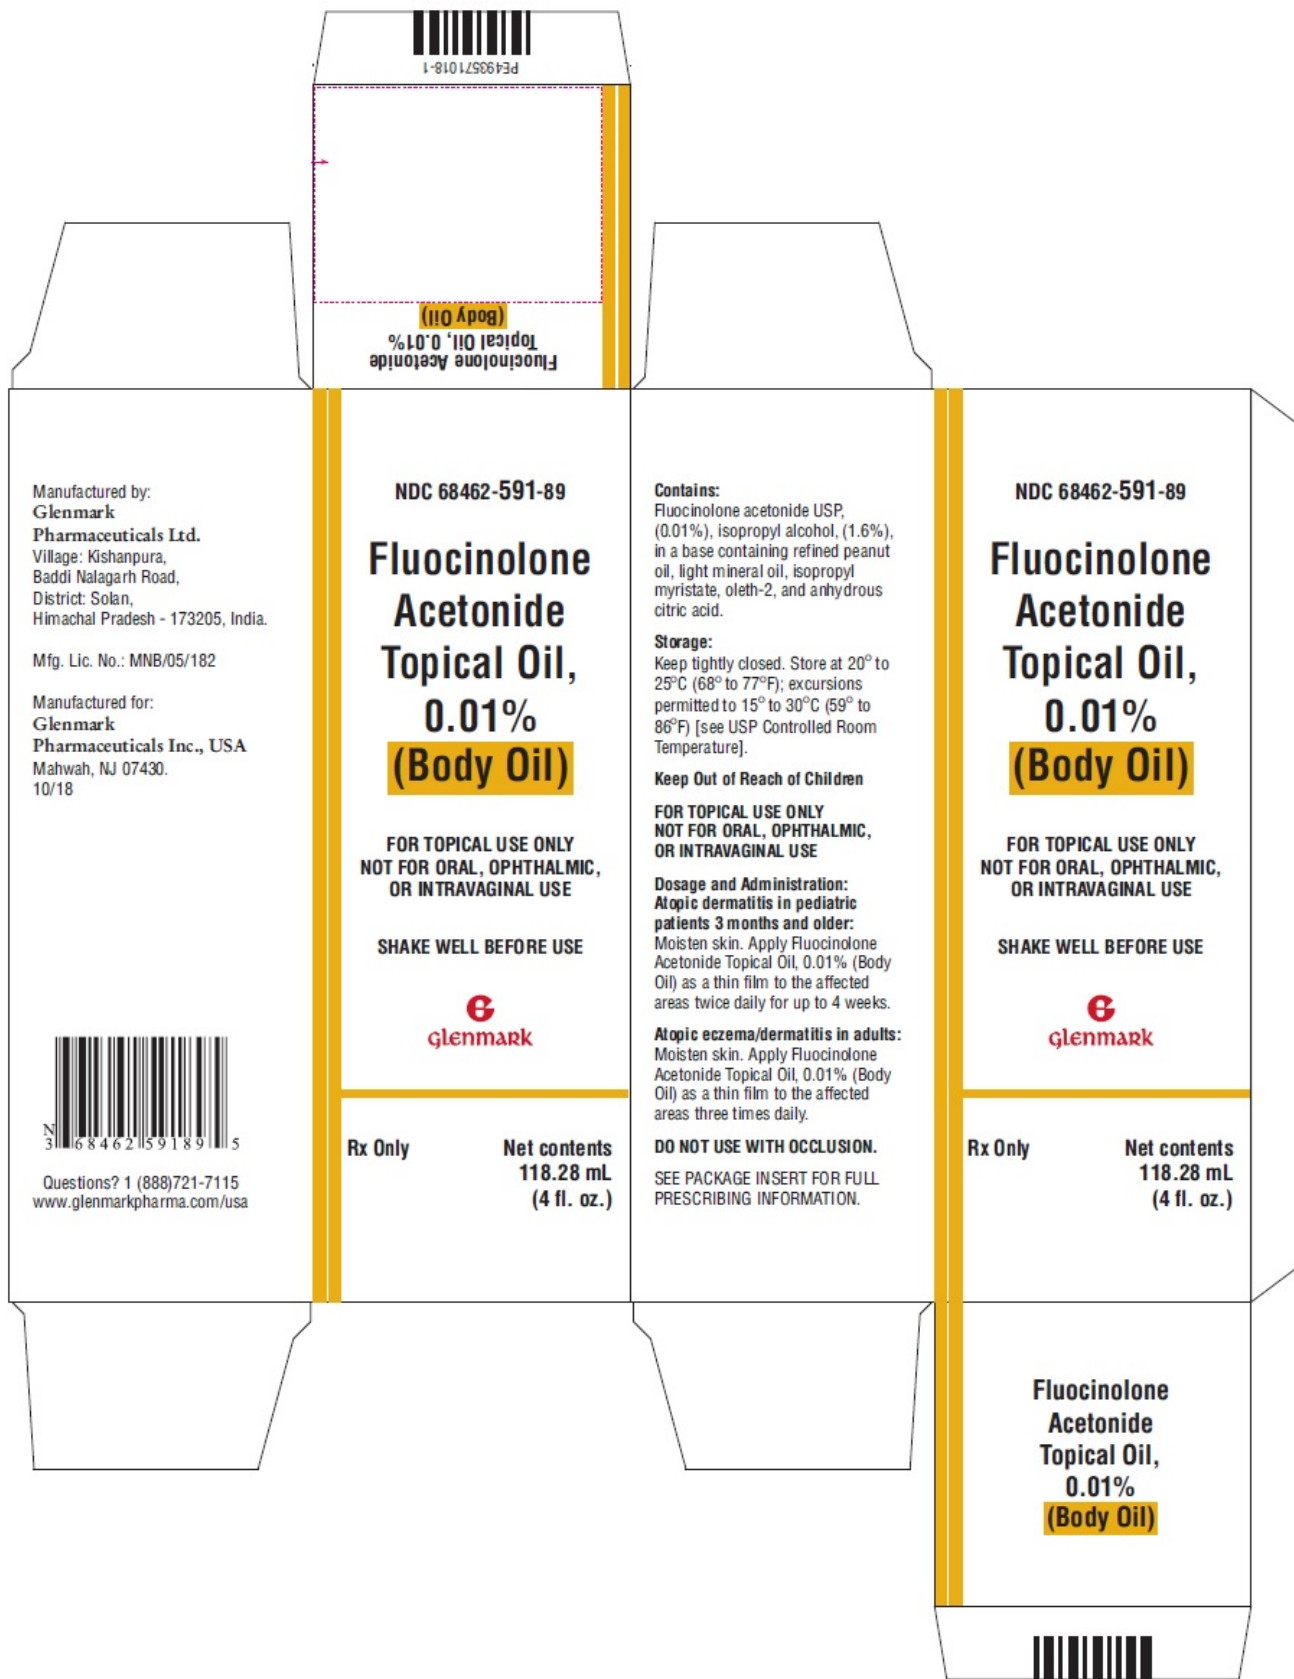 PE493571018-1
Fluocinolone Acetonide
Topical Oil, 0.01%
(Body Oil)
Manufactured by:
Glenmark
Pharmaceuticals Ltd.
Village: Kishanpura,
Baddi Nalagarh Road,
District: Solan,
Himachal Pradesh - 173205, India.
Mfg. Lic. No.: MNB/05/182
Manufactured for:
Glenmark
Pharmaceuticals Inc., USA
Mahwah, NJ 07430.
10/18
N
3 68462 59189 5
Questions? 1 (888)721-7115
www.glenmarkpharma.com/usa
NDC 68462-591-89
Fluocinolone
Acetonide
Topical Oil,
0.01%
(Body Oil)
FOR TOPICAL USE ONLY
NOT FOR ORAL, OPHTHALMIC,
OR INTRAVAGINAL USE
SHAKE WELL BEFORE USE
glenmark
Rx Only
Net contents
118.28 mL
(4 fl. oz.)
Contains:
Fluocinolone acetonide USP,
(0.01%), isopropyl alcohol, (1.6%),
in a base containing refined peanut
oil, light mineral oil, isopropyl
myristate, oleth-2, and anhydrous
citric acid.
Storage:
Keep tightly closed. Store at 20° to
25°C (68° to 77°F); excursions
permitted to 15° to 30°C (59° to
86°F) [see USP Controlled Room
Temperature].
Keep Out of Reach of Children
FOR TOPICAL USE ONLY
NOT FOR ORAL, OPHTHALMIC,
OR INTRAVAGINAL USE
Dosage and Administration:
Atopic dermatitis in pediatric
patients 3 months and older:
Moisten skin. Apply Fluocinolone
Acetonide Topical Oil, 0.01% (Body
Oil) as a thin film to the affected
areas twice daily for up to 4 weeks.
Atopic eczema/dermatitis in adults:
Moisten skin. Apply Fluocinolone
Acetonide Topical Oil, 0.01% (Body
Oil) as a thin film to the affected
areas three times daily.
DO NOT USE WITH OCCLUSION.
SEE PACKAGE INSERT FOR FULL
PRESCRIBING INFORMATION.
NDC 68462-591-89
Fluocinolone
Acetonide
Topical Oil,
0.01%
(Body Oil)
FOR TOPICAL USE ONLY
NOT FOR ORAL, OPHTHALMIC,
OR INTRAVAGINAL USE
SHAKE WELL BEFORE USE
glenmark
Rx Only
Net contents
118.28 mL
(4 fl. oz.)
Fluocinolone
Acetonide
Topical Oil,
0.01%
(Body Oil)